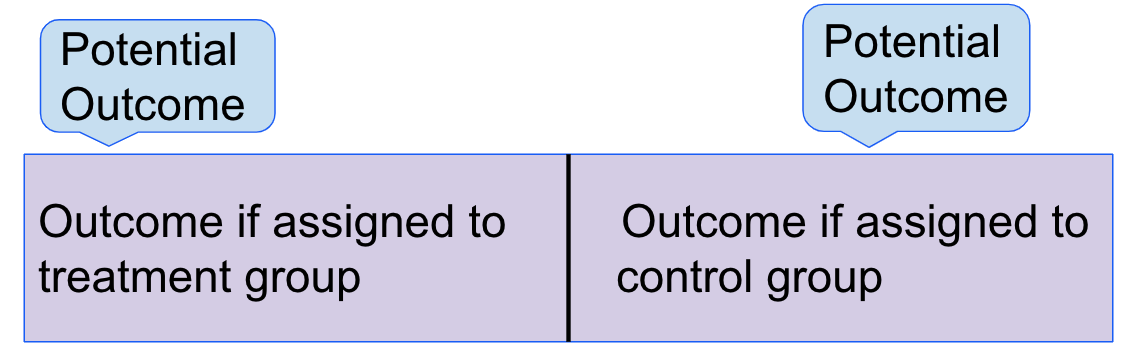 Potential
Outcome
Potential
Outcome
Outcome if assigned to
treatment group
Outcome if assigned to
control group